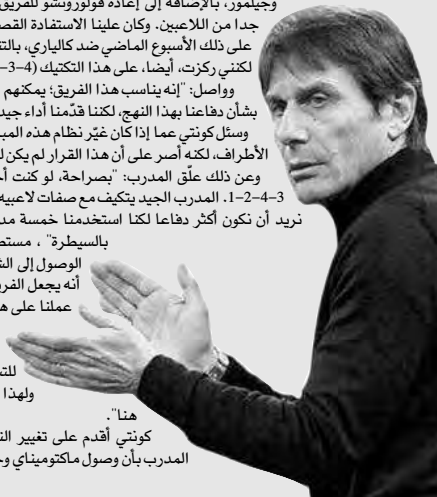 وجيلمور، بالإضافة إلى إعادة فولورونشو للفريق
جدا من اللاعبين. وكان علينا الاستفادة القص
على ذلك الأسبوع الماضي ضد كالياري، بالتن
لكنني ركزت، أيضا، على هذا التكتيك (4-3-
وواصل: "إنه يناسب هذا الفريق؛ يمكنهم
بشأن دفاعنا بهذا النهج، لكننا قدّمنا أداء جيد
وسئل كونتي عما إذا كان غيّر نظام هذه المب
الأطراف، لكنه أصر على أن هذا القرار لم يكن ل
وعن ذلك علّق المدرب: "بصراحة، لو كنت أ
3-4-2-1. المدرب الجيد يتكيف مع صفات لاعبيه
نريد أن نكون أكثر دفاعا لكنا استخدمنا خمسة مد
بالسيطرة" ، مستط
الوصول إلى الش
أنه يجعل الفر
عملنا على ه
للت
ولهذا
هنا".
كونتي أقدم على تغيير الن
المدرب بأن وصول ماكتوميناي و